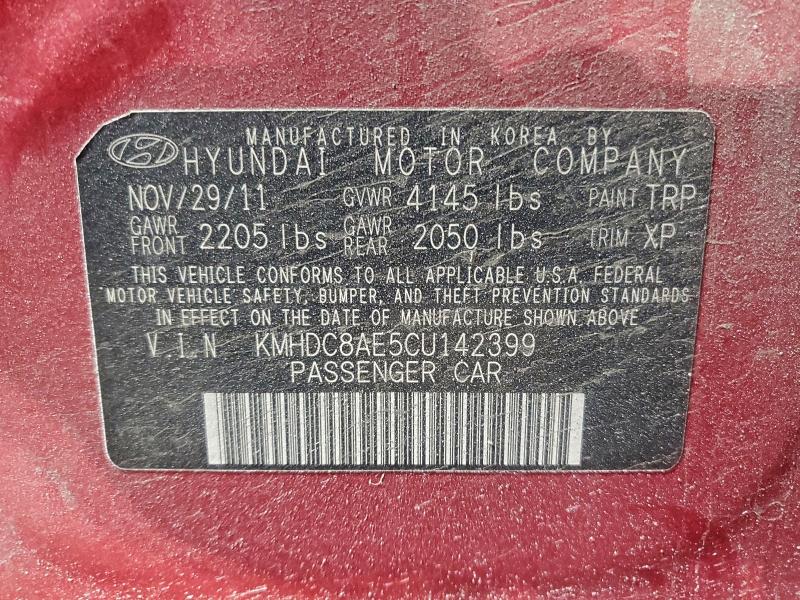 MANUFACTURED IN KOREA BY
HYUNDAI MOTOR COMPANY
NOV/29/11 GVWR 4145 lbs PAINT TRP
GAWR FRONT 2205 lbs GAWR REAR 2050 lbs TRIM XP
THIS VEHICLE CONFORMS TO ALL APPLICABLE U.S.A. FEDERAL
MOTOR VEHICLE SAFETY, BUMPER, AND THEFT PREVENTION STANDARDS
IN EFFECT ON THE DATE OF MANUFACTURE SHOWN ABOVE.
V.I.N KMHDC8AE5CU142399
PASSENGER CAR